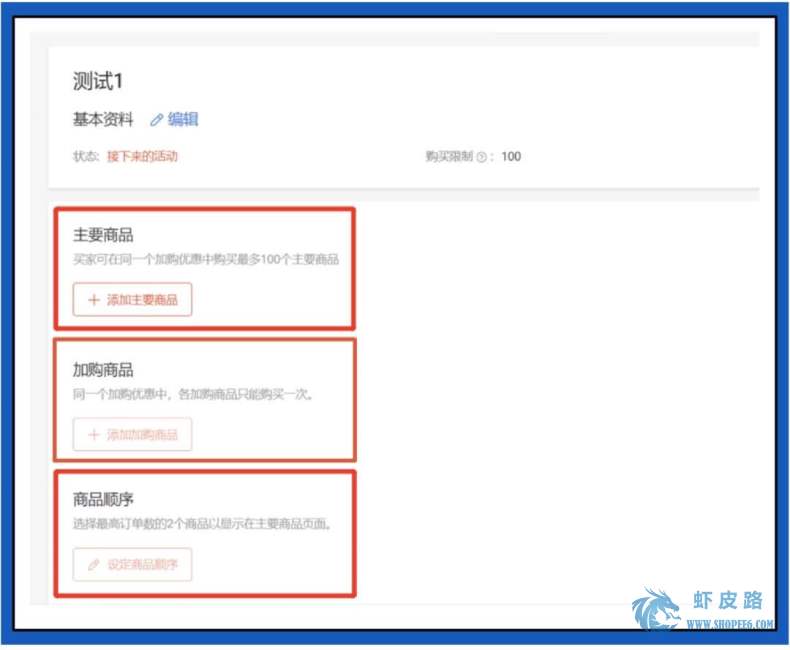 测试1
基本资料 编辑
状态: 接下来的活动 购买限制 ? : 100
主要商品
买家可在同一个加购优惠中购买最多100个主要商品
+ 添加主要商品
加购商品
同一个加购优惠中，各加购商品只能购买一次。
+ 添加加购商品
商品顺序
选择最高订单数的2个商品以显示在主要商品页面。
设定商品顺序
虾皮路
WWW.SHOPEE6.COM